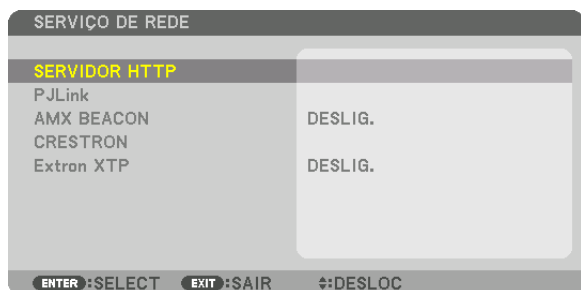 SERVIÇO DE REDE
SERVIDOR HTTP
PJLink
AMX BEACON DESLIG.
CRESTRON
Extron XTP DESLIG.
ENTER:SELECT EXIT:SAIR :DESLOC